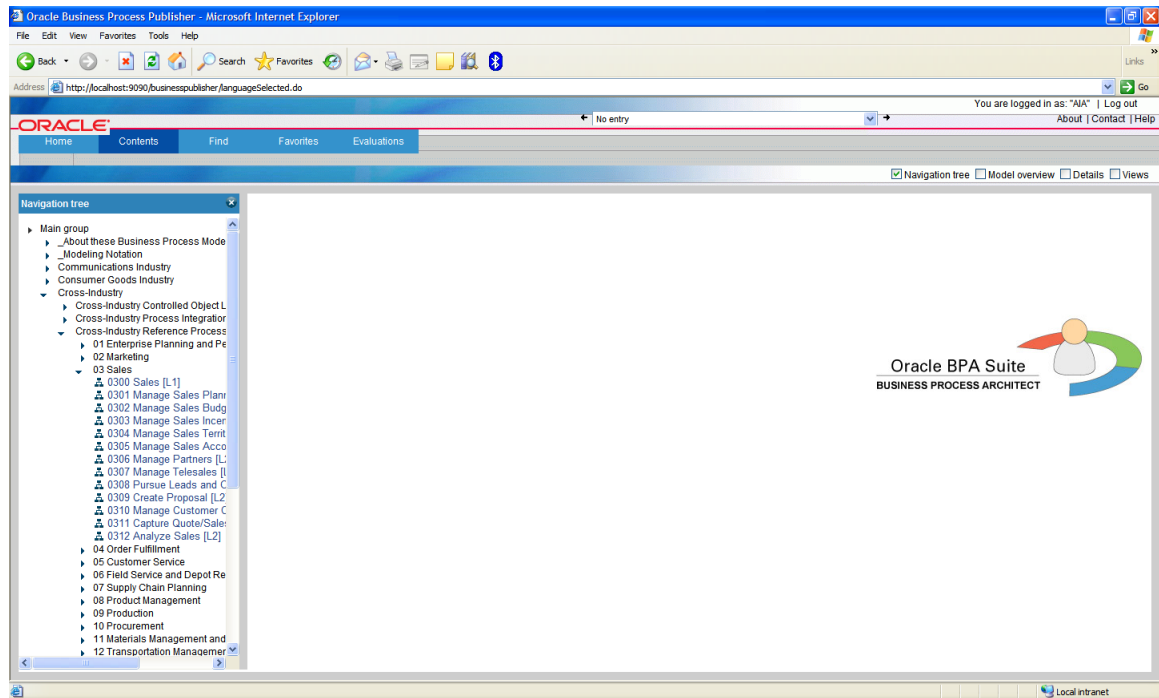 Oracle Business Process Publisher - Microsoft Internet Explorer
File Edit View Favorites Tools Help
Back Search Favorites Links
Address http://localhost:9090/businesspublisher/languageSelected.do Go
You are logged in as: "AIA" | Log out
ORACLE No entry About | Contact | Help
Home Contents Find Favorites Evaluations
Navigation tree Model overview Details Views
Navigation tree
Main group
_About these Business Process Mode
_Modeling Notation
Communications Industry
Consumer Goods Industry
Cross-Industry
Cross-Industry Controlled Object L
Cross-Industry Process Integration
Cross-Industry Reference Process
01 Enterprise Planning and Pe
02 Marketing
03 Sales
0300 Sales [L1]
0301 Manage Sales Plann
0302 Manage Sales Budg
0303 Manage Sales Incen
0304 Manage Sales Territ
0305 Manage Sales Acco
0306 Manage Partners [L2
0307 Manage Telesales [L
0308 Pursue Leads and O
0309 Create Proposal [L2
0310 Manage Customer C
0311 Capture Quote/Sales
0312 Analyze Sales [L2]
04 Order Fulfillment
05 Customer Service
06 Field Service and Depot Re
07 Supply Chain Planning
08 Product Management
09 Production
10 Procurement
11 Materials Management and
12 Transportation Managemer
Oracle BPA Suite
BUSINESS PROCESS ARCHITECT
Local intranet